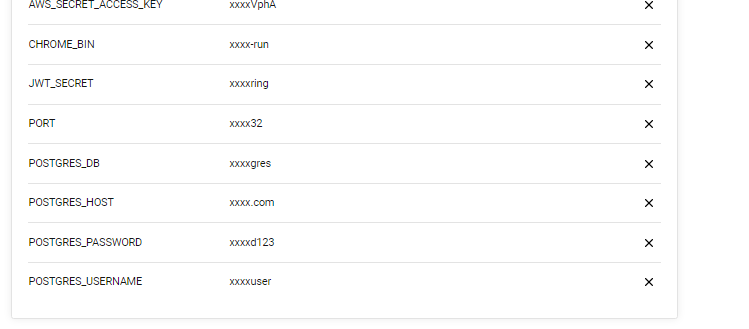 AWS_SECRET_ACCESS_KEY xxxxVphA
CHROME_BIN xxxx-run
JWT_SECRET xxxxring
PORT xxxx32
POSTGRES_DB xxxxgres
POSTGRES_HOST xxxx.com
POSTGRES_PASSWORD xxxxd123
POSTGRES_USERNAME xxxxuser